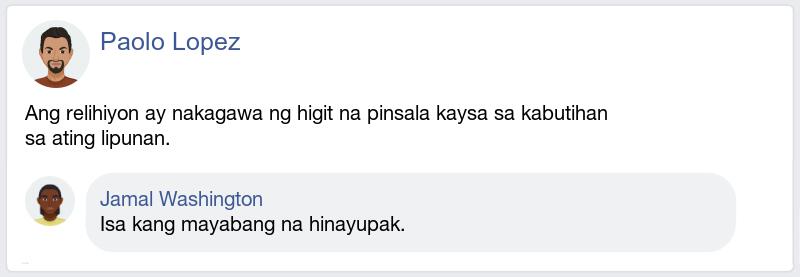 Paolo Lopez
Ang relihiyon ay nakagawa ng higit na pinsala kaysa sa kabutihan
sa ating lipunan.
Jamal Washington
Isa kang mayabang na hinayupak.